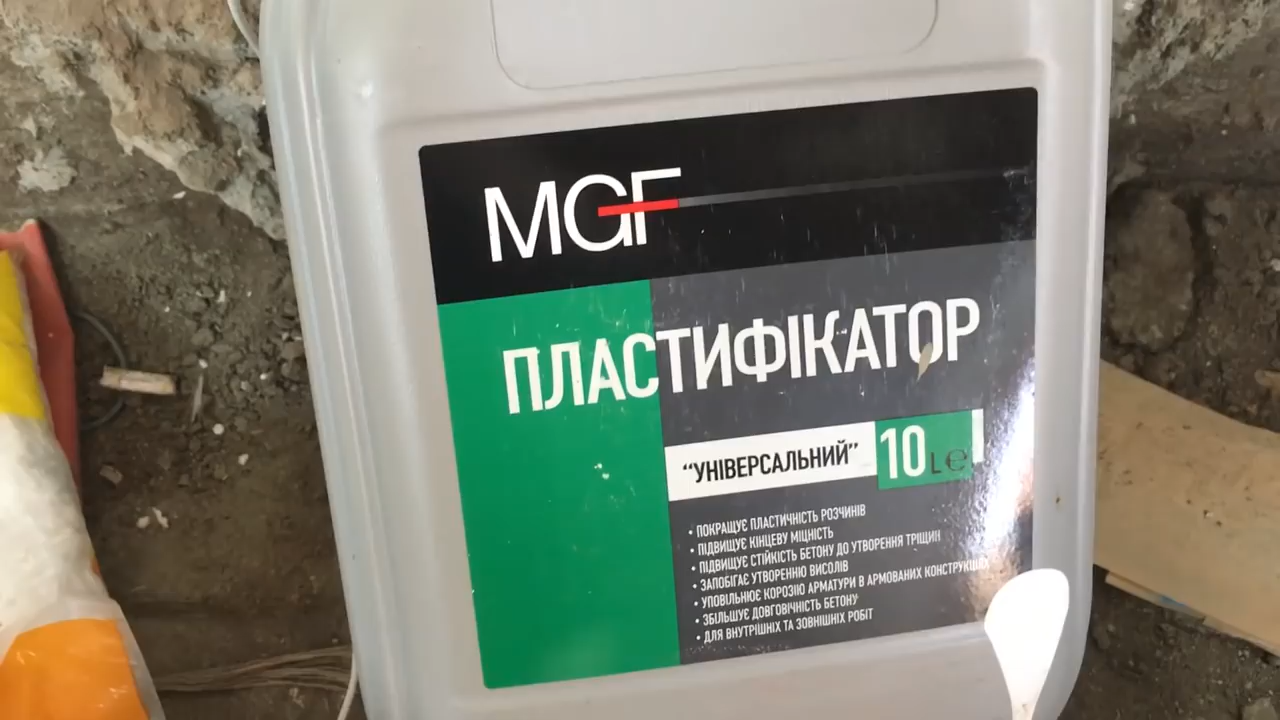 MGF
ПЛАСТИФІКАТОР
“УНІВЕРСАЛЬНИЙ”
10 L℮
• ПОКРАЩУЄ ПЛАСТИЧНІСТЬ РОЗЧИНІВ
• ПІДВИЩУЄ КІНЦЕВУ МІЦНІСТЬ
• ПІДВИЩУЄ СТІЙКІСТЬ БЕТОНУ ДО УТВОРЕННЯ ТРІЩИН
• ЗАПОБІГАЄ УТВОРЕННЮ ВИСОЛІВ
• УПОВІЛЬНЮЄ КОРОЗІЮ АРМАТУРИ В АРМОВАНИХ КОНСТРУКЦІЯХ
• ЗБІЛЬШУЄ ДОВГОВІЧНІСТЬ БЕТОНУ
• ДЛЯ ВНУТРІШНІХ ТА ЗОВНІШНІХ РОБІТ